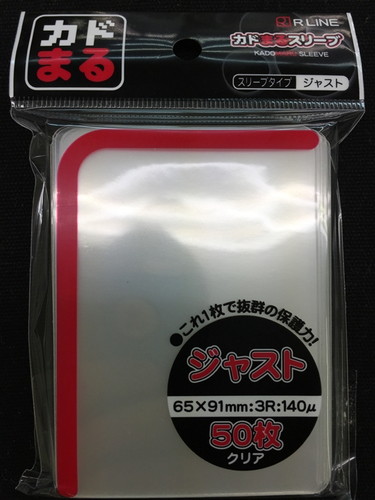 カド
まる
R LINE
カドまるスリーブ
KADOMARU SLEEVE
スリーブタイプ ジャスト
●これ1枚で抜群の保護力!
ジャスト
65×91mm:3R:140μ
50枚
クリア